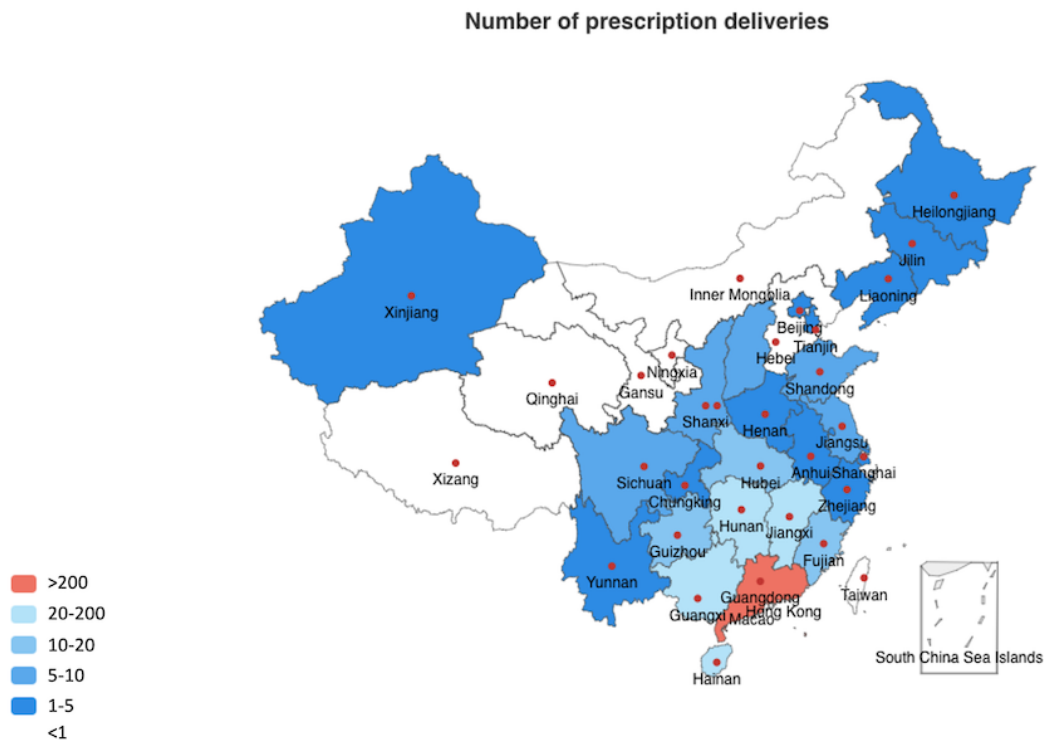 Number of prescription deliveries
Heilongjiang
Jilin
Liaoning
Inner Mongolia
Xinjiang
Beijing
Tianjin
Hebei
Ningxia
Gansu
Qinghai
Shandong
Shanxi
Henan
Jiangsu
Xizang
Sichuan
Anhui
Shanghai
Chungking
Hubei
Zhejiang
Hunan
Jiangxi
Guizhou
Fujian
Yunnan
Taiwan
Guangdong
Guangxi
Macao
Hong Kong
Hainan
South China Sea Islands
>200
20-200
10-20
5-10
1-5
<1